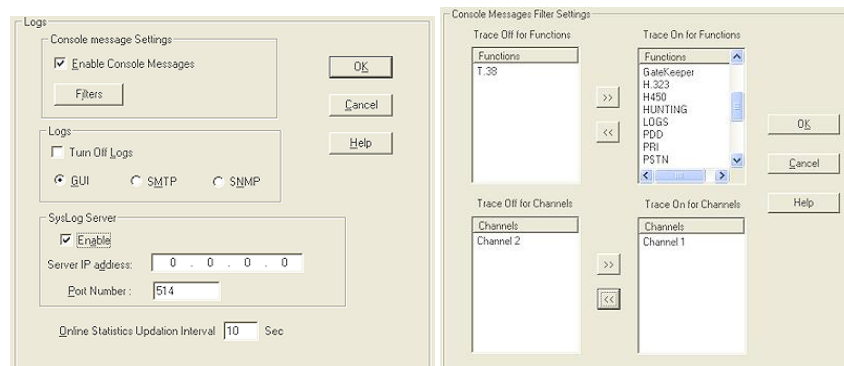 Logs
Console message Settings
Enable Console Messages
Filters
OK
Cancel
Help
Logs
Turn Off Logs
GUI SMTP SNMP
SysLog Server
Enable
Server IP address: 0 . 0 . 0 . 0
Port Number : 514
Online Statistics Updation Interval 10 Sec
Console Messages Filter Settings
Trace Off for Functions
Functions
T.38
>>
<<
Trace On for Functions
Functions
GateKeeper
H.323
H450
HUNTING
LOGS
PDD
PRI
PSTN
OK
Cancel
Help
Trace Off for Channels
Channels
Channel 2
>>
<<
Trace On for Channels
Channels
Channel 1